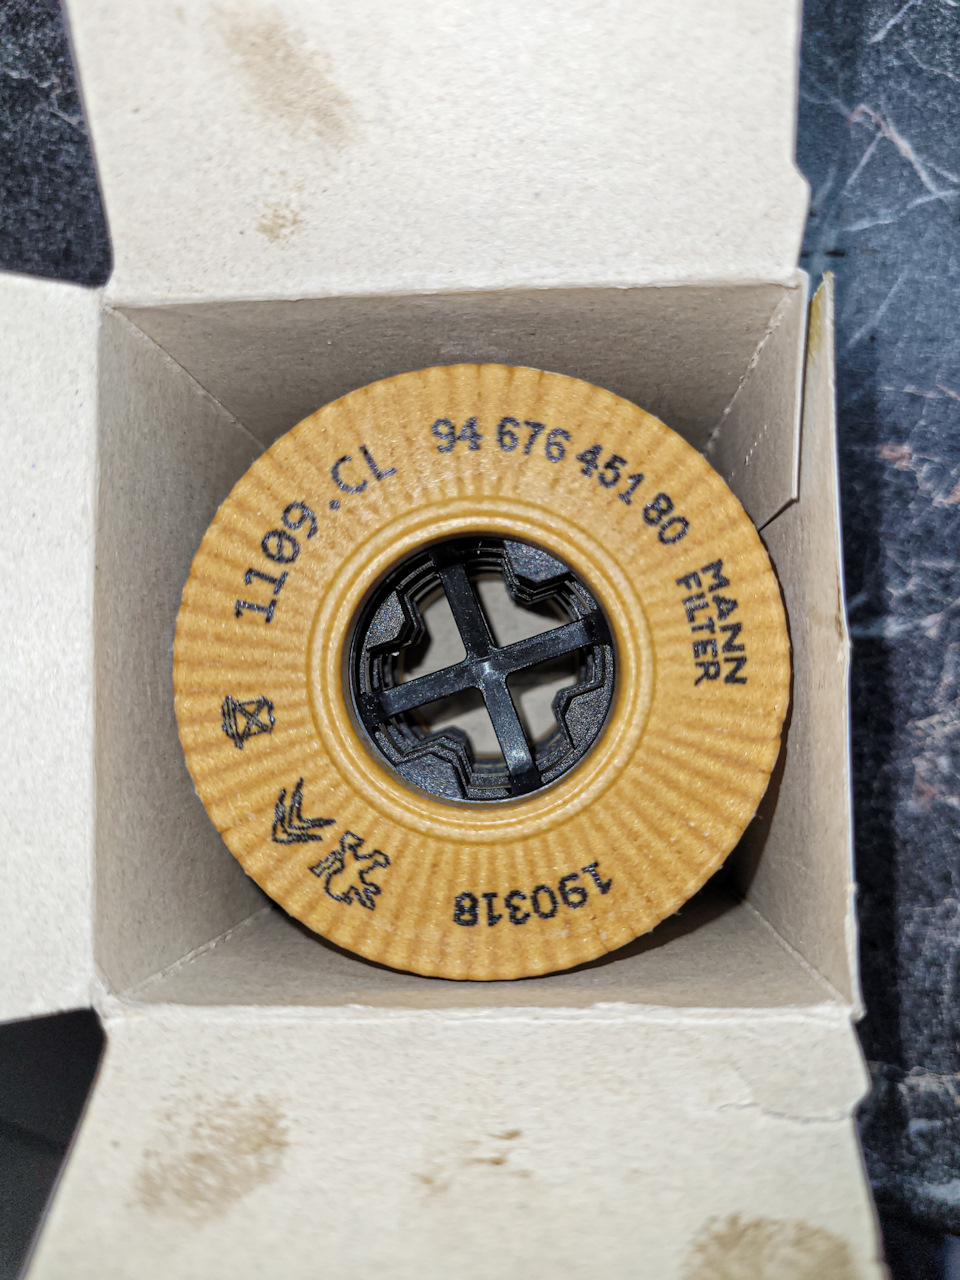 1109.CL
94 676 451 80
MANN
FILTER
190318